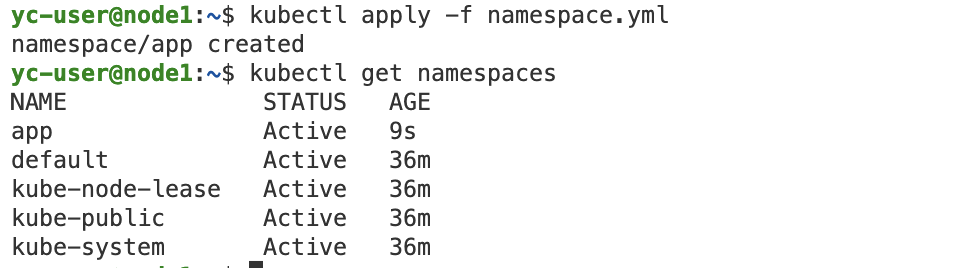 yc-user@node1:~$ kubectl apply -f namespace.yml
namespace/app created
yc-user@node1:~$ kubectl get namespaces
NAME STATUS AGE
app Active 9s
default Active 36m
kube-node-lease Active 36m
kube-public Active 36m
kube-system Active 36m